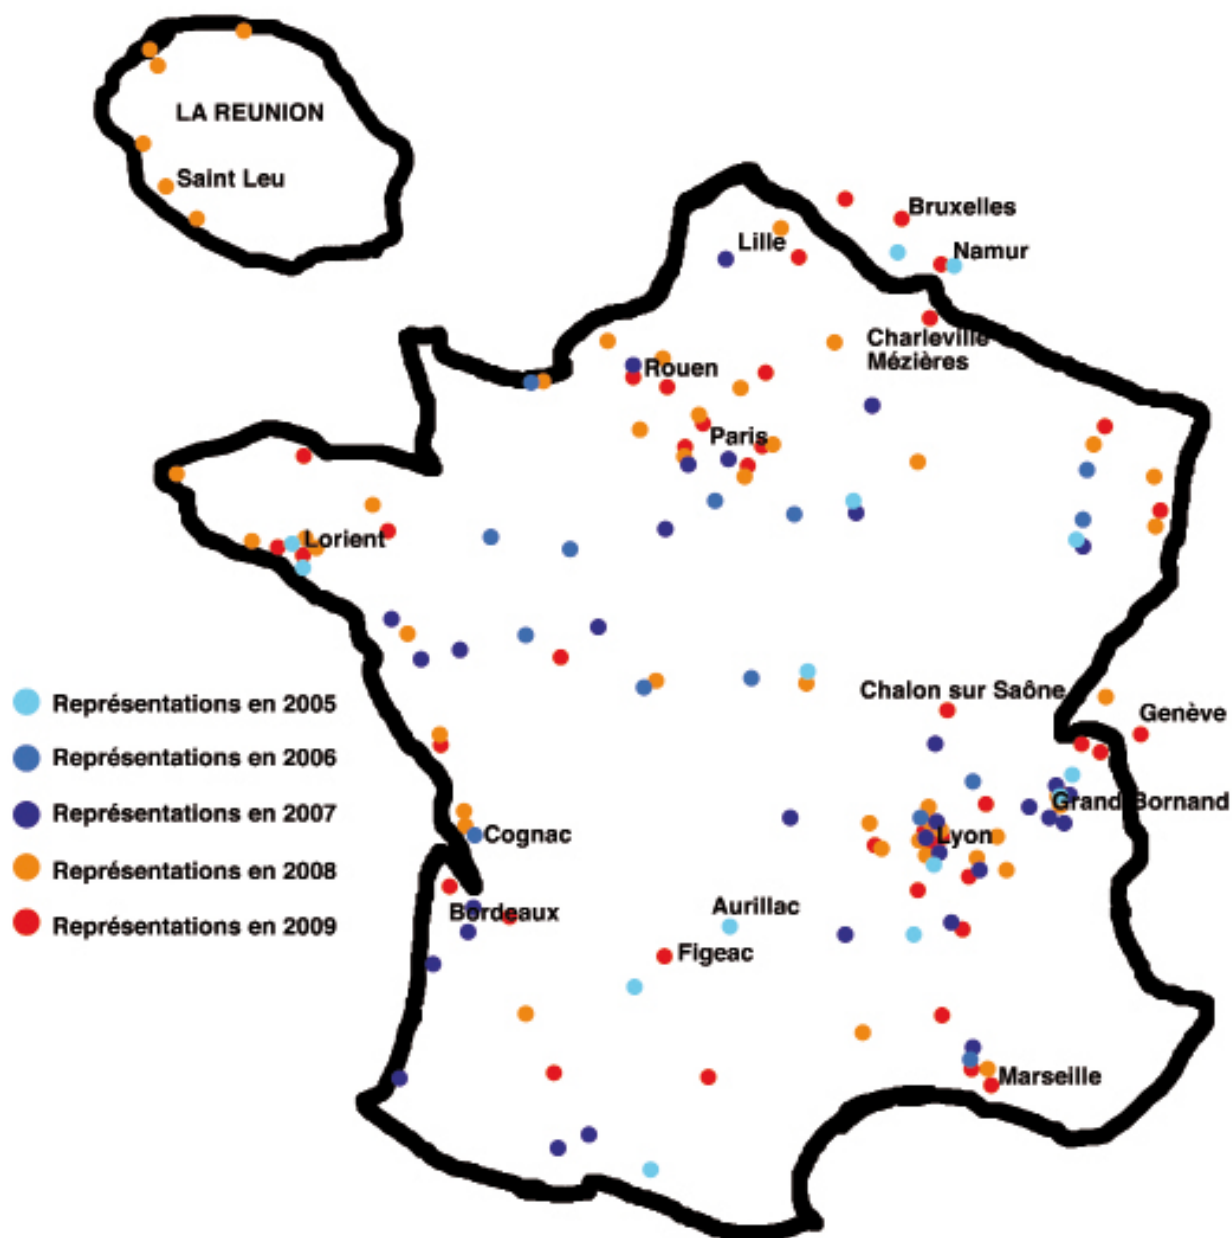 LA REUNION
Saint Leu
Bruxelles
Lille
Namur
Charleville
Mézières
Rouen
Paris
Lorient
Chalon sur Saône
Genève
Grand Bornand
Cognac
Lyon
Bordeaux
Aurillac
Figeac
Marseille
Représentations en 2005
Représentations en 2006
Représentations en 2007
Représentations en 2008
Représentations en 2009